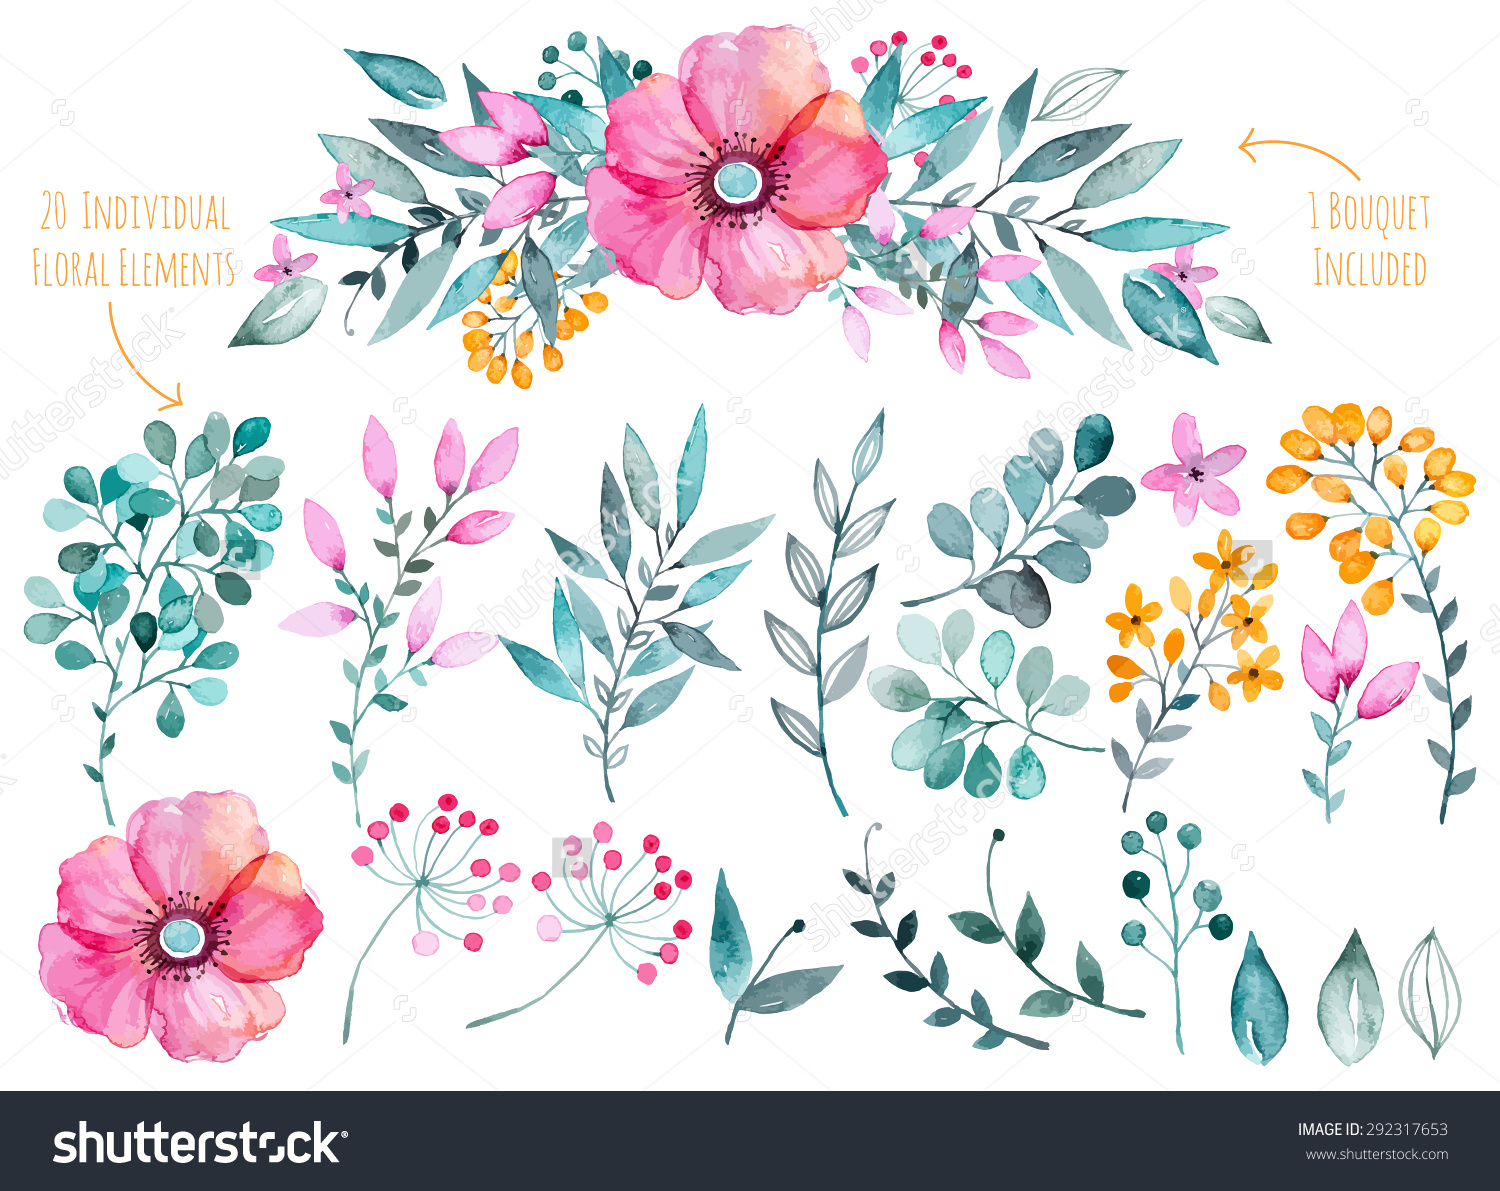 20 Individual
Floral Elements
1 Bouquet
Included
shutterstock®
IMAGE ID: 292317653
www.shutterstock.com